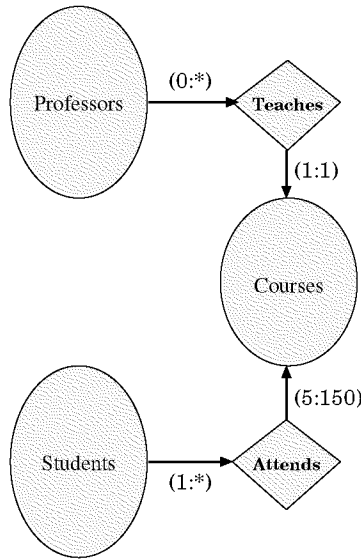 (0:*)
Professors
Teaches
(1:1)
Courses
(5:150)
Students
Attends
(1:*)